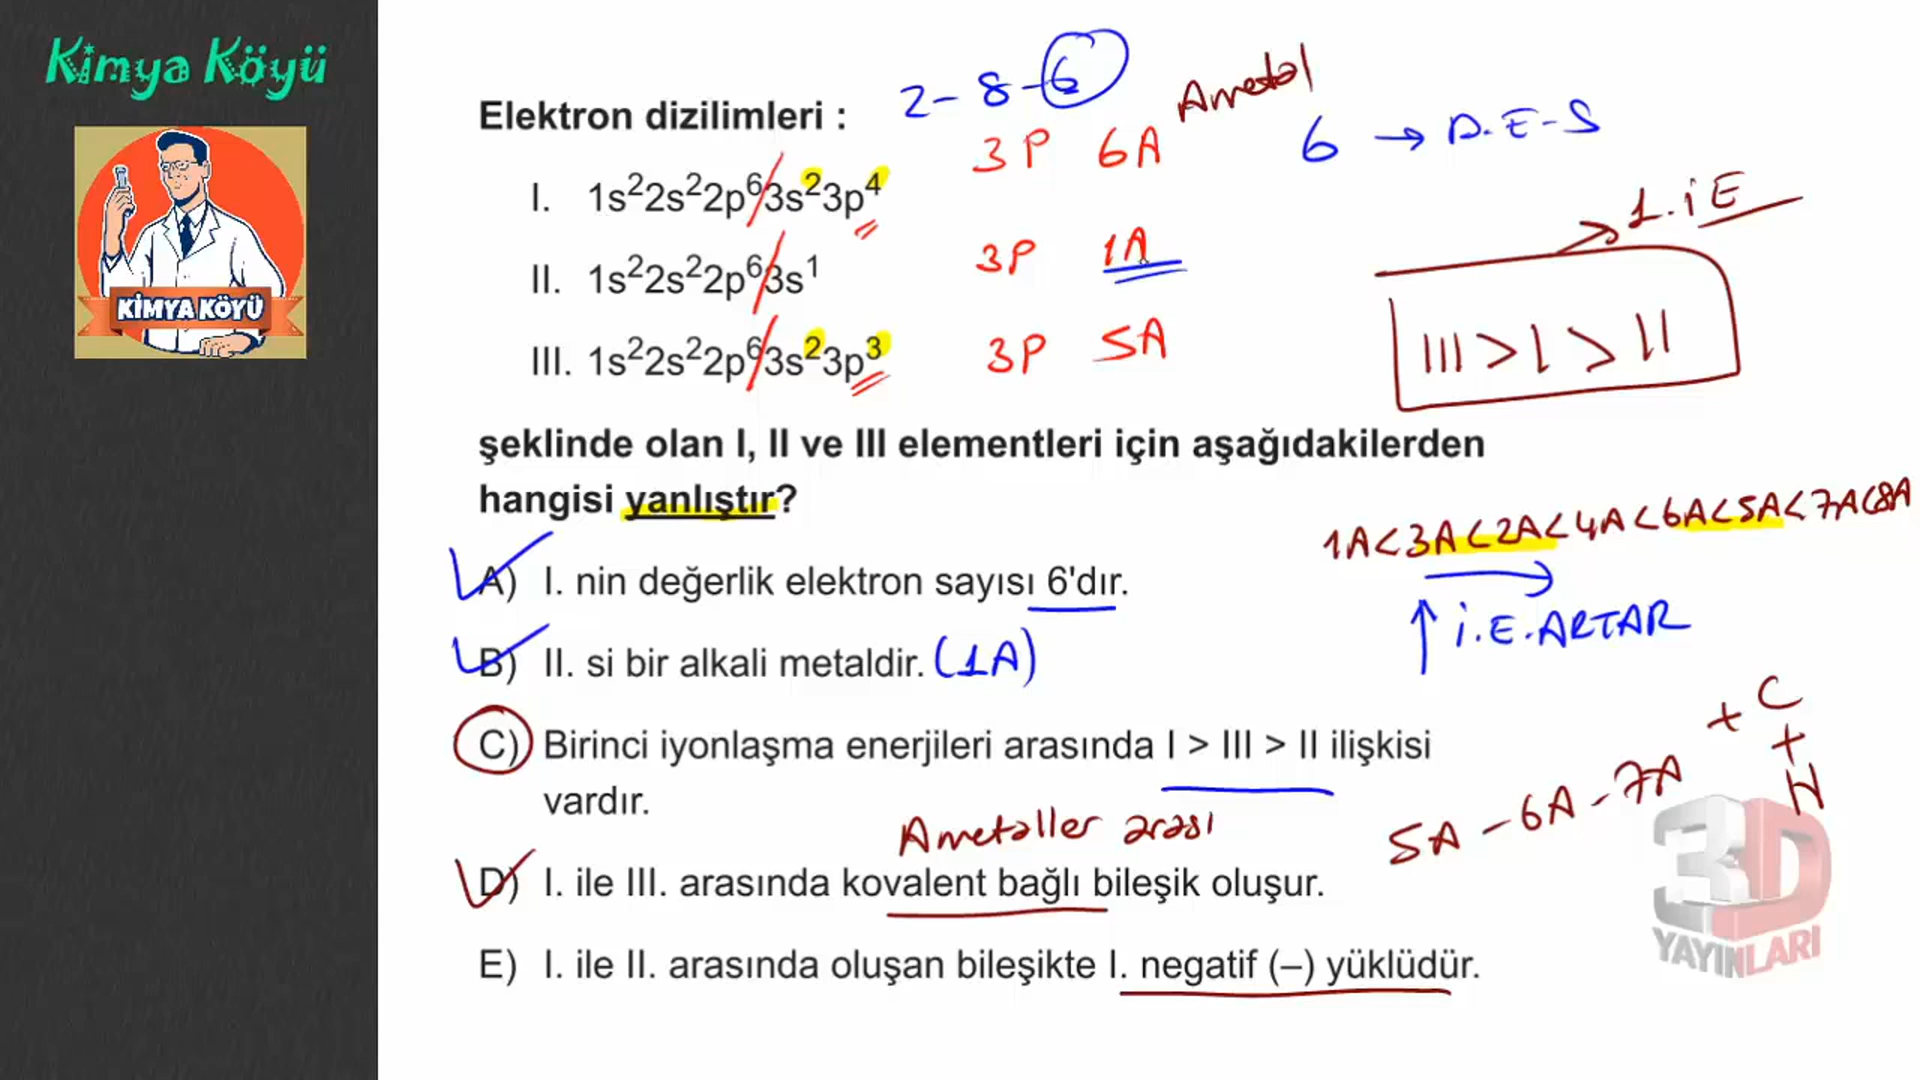 Kimya Köyü
KİMYA KÖYÜ
2-8-6
Ametal
Elektron dizilimleri :
3P 6A
6 → D.E-S
I. 1s²2s²2p⁶3s²3p⁴
1.iE
II. 1s²2s²2p⁶3s¹
3P 1A
III > I > II
III. 1s²2s²2p⁶3s²3p³
3P 5A
şeklinde olan I, II ve III elementleri için aşağıdakilerden
hangisi yanlıştır?
1A<3A<2A<4A<6A<5A<7A<8A
A) I. nin değerlik elektron sayısı 6'dır.
İ.E.ARTAR
B) II. si bir alkali metaldir. (1A)
C) Birinci iyonlaşma enerjileri arasında I > III > II ilişkisi
vardır.
5A - 6A - 7A + C + H
Ametaller arası
D) I. ile III. arasında kovalent bağlı bileşik oluşur.
E) I. ile II. arasında oluşan bileşikte I. negatif (–) yüklüdür.
3D
YAYINLARI